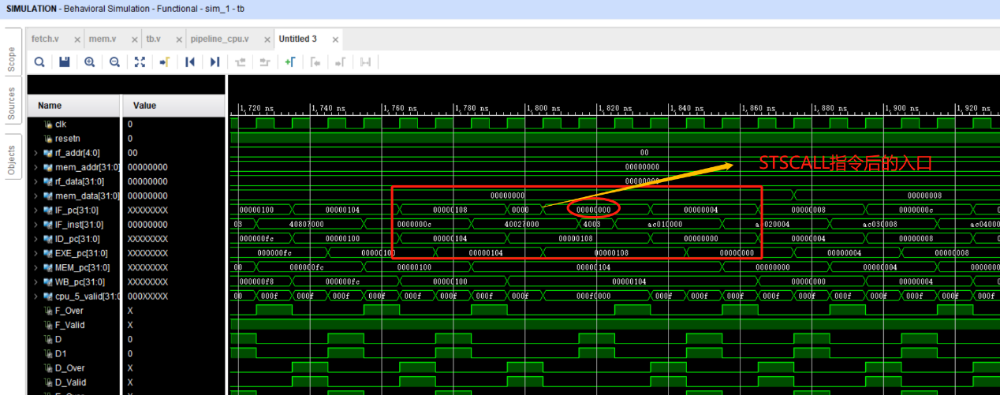 SIMULATION - Behavioral Simulation - Functional - sim_1 - tb
fetch.v × mem.v × tb.v × pipeline_cpu.v × Untitled 3 ×
Scope
Sources
Objects
Name Value
1,720 ns 1,740 ns 1,760 ns 1,780 ns 1,800 ns 1,820 ns 1,840 ns 1,860 ns 1,880 ns 1,900 ns 1,920 ns
clk 0
resetn 0
rf_addr[4:0] 00 00
STSCALL指令后的入口
mem_addr[31:0] 00000000 00000000
rf_data[31:0] 00000000 00000000
mem_data[31:0] 00000000 00000000 00000008
IF_pc[31:0] XXXXXXXX 00000100 00000104 00000108 0000 00000000 00000004 00000008 0000000c
IF_inst[31:0] 00000000 03 40807000 0000000c 40027000 4003 ac010000 ac020004 ac030008 ac04000
ID_pc[31:0] XXXXXXXX 000000fc 00000100 00000104 00000108 00000000 00000004 00000008
EXE_pc[31:0] XXXXXXXX 000000fc 00000100 00000104 00000108 00000000 00000004 00000008
MEM_pc[31:0] XXXXXXXX 00 000000fc 00000100 00000104 00000000 00000004 0000000
WB_pc[31:0] XXXXXXXX 000000f8 000000fc 00000100 00000104 00000000 00000004
cpu_5_valid[31:0 000XXXXX 00 000f 000f 000f 000f 000f 000f 000f 000f0000 000f 000f 000f 000f 000f 000f 000f 000f 000f
F_Over X
F_Valid X
D 0
D1 0
D_Over X
D_Valid X